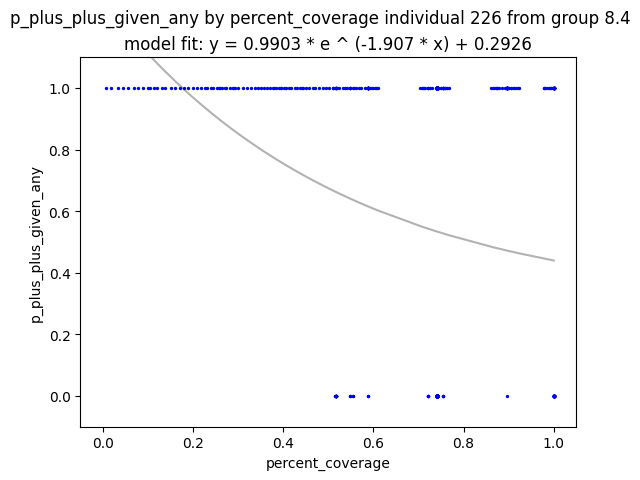 p_plus_plus_given_any by percent_coverage individual 226 from group 8.4
model fit: y = 0.9903 * e ^ (-1.907 * x) + 0.2926
1.0
0.8
0.6
0.4
0.2
0.0
p_plus_plus_given_any
0.0 0.2 0.4 0.6 0.8 1.0
percent_coverage